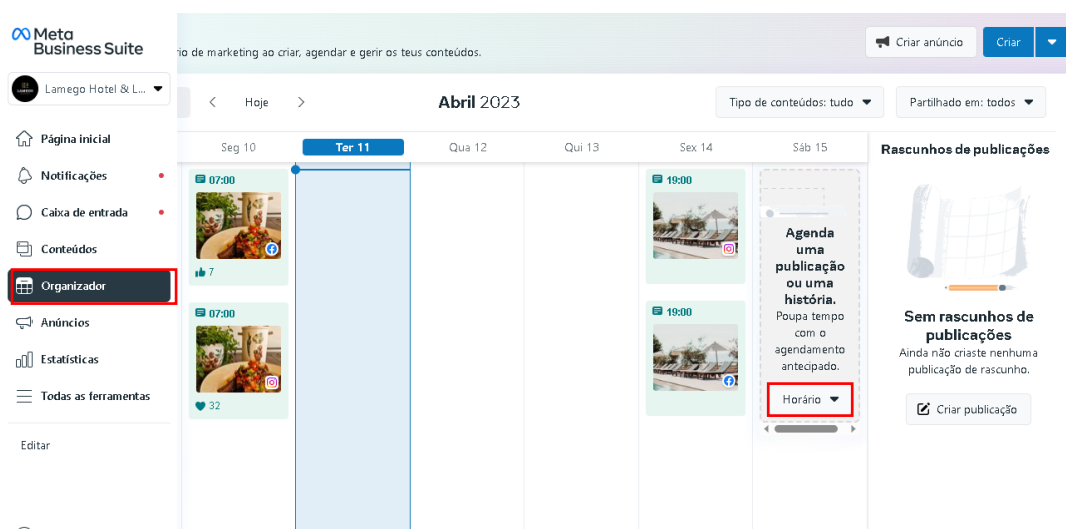 Meta
Business Suite
rio de marketing ao criar, agendar e gerir os teus conteúdos.
Criar anúncio
Criar
Lamego Hotel & L...
Hoje
Abril 2023
Tipo de conteúdos: tudo
Partilhado em: todos
Página inicial
Notificações
Caixa de entrada
Conteúdos
Organizador
Anúncios
Estatísticas
Todas as ferramentas
Editar
Seg 10
Ter 11
Qua 12
Qui 13
Sex 14
Sáb 15
07:00
7
07:00
32
19:00
19:00
Agenda
uma
publicação
ou uma
história.
Poupa tempo
com o
agendamento
antecipado.
Horário
Rascunhos de publicações
Sem rascunhos de
publicações
Ainda não criaste nenhuma
publicação de rascunho.
Criar publicação